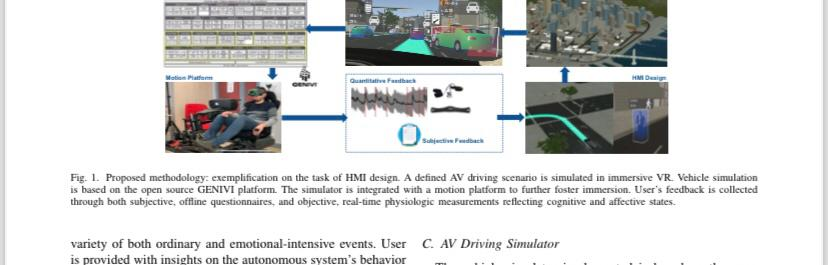 Motion Platform
GENIVI
Quantitative Feedback
HMI Design
Subjective Feedback
Fig. 1. Proposed methodology: exemplification on the task of HMI design. A defined AV driving scenario is simulated in immersive VR. Vehicle simulation
is based on the open source GENIVI platform. The simulator is integrated with a motion platform to further foster immersion. User's feedback is collected
through both subjective, offline questionnaires, and objective, real-time physiologic measurements reflecting cognitive and affective states.
variety of both ordinary and emotional-intensive events. User
is provided with insights on the autonomous system's behavior
C. AV Driving Simulator